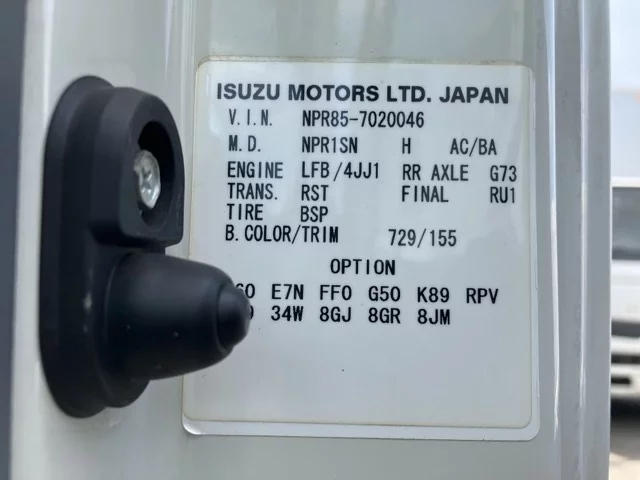 ISUZU MOTORS LTD. JAPAN
V.I.N. NPR85-7020046
M.D. NPR1SN H AC/BA
ENGINE LFB/4JJ1 RR AXLE G73
TRANS. RST FINAL RU1
TIRE BSP
B.COLOR/TRIM 729/155
OPTION
E7N FF0 G50 K89 RPV
34W 8GJ 8GR 8JM